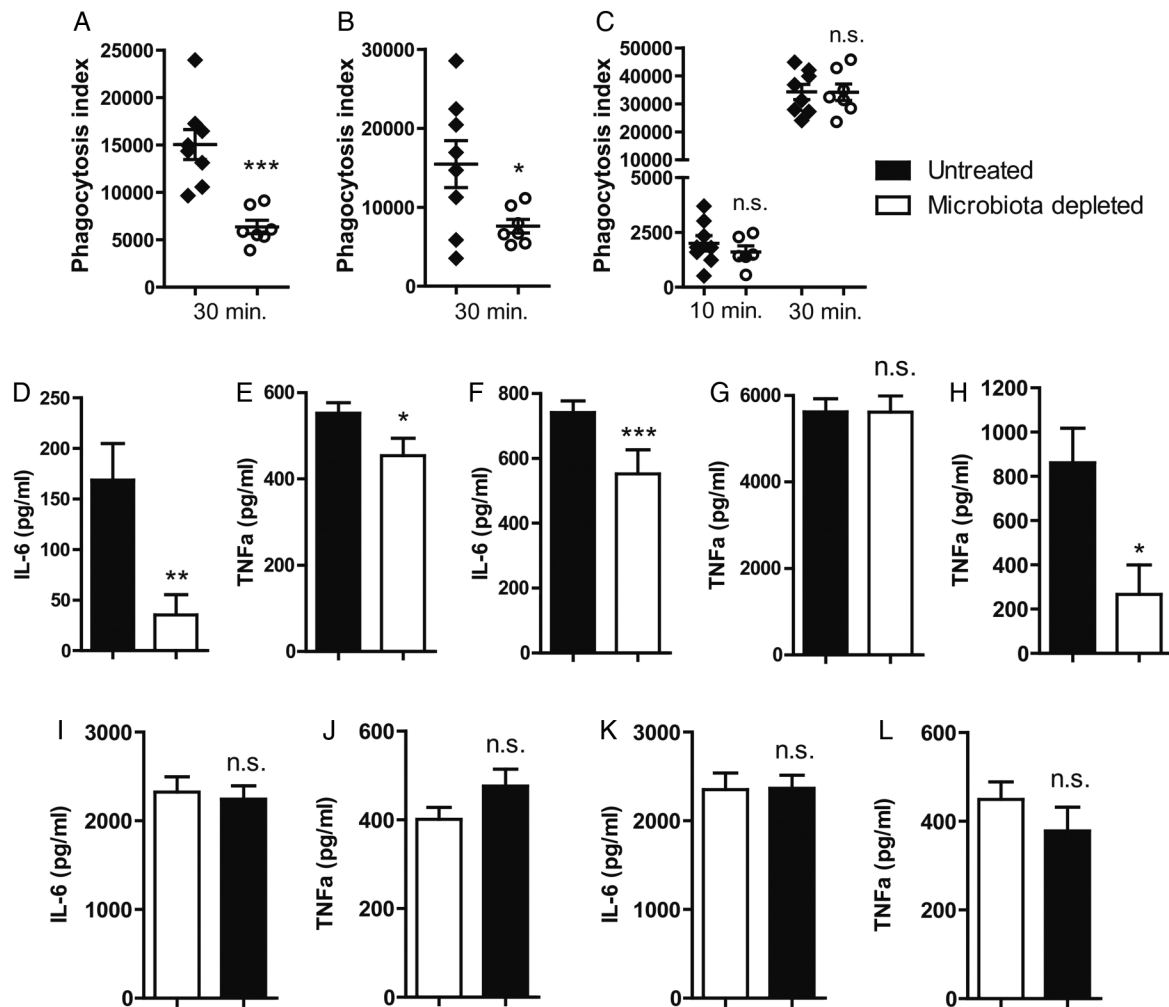 A
Phagocytosis index
25000
20000
15000
10000
5000
0
***
30 min.
B
Phagocytosis index
30000
20000
10000
0
*
30 min.
C
Phagocytosis index
50000
40000
30000
20000
10000
5000
2500
0
n.s.
n.s.
10 min.
30 min.
Untreated
Microbiota depleted
D
IL-6 (pg/ml)
250
200
150
100
50
0
**
E
TNFa (pg/ml)
600
400
200
0
*
F
IL-6 (pg/ml)
800
600
400
200
0
***
G
TNFa (pg/ml)
6000
4000
2000
0
n.s.
H
TNFa (pg/ml)
1200
1000
800
600
400
200
0
*
I
IL-6 (pg/ml)
3000
2000
1000
0
n.s.
J
TNFa (pg/ml)
600
400
200
0
n.s.
K
IL-6 (pg/ml)
3000
2000
1000
0
n.s.
L
TNFa (pg/ml)
600
400
200
0
n.s.